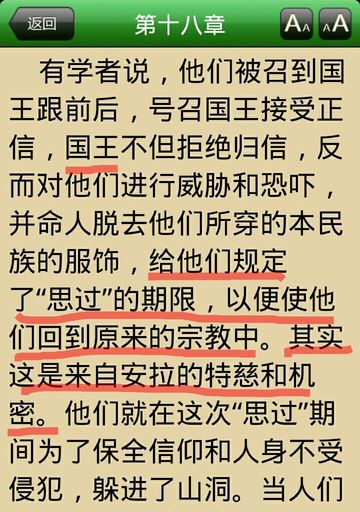 返回
第十八章
AA
AA
有学者说，他们被召到国
王跟前后，号召国王接受正
信，国王不但拒绝归信，反
而对他们进行威胁和恐吓，
并命人脱去他们所穿的本民
族的服饰，给他们规定
了“思过”的期限，以便使他
们回到原来的宗教中。其实
这是来自安拉的特慈和机
密。他们就在这次“思过”期
间为了保全信仰和人身不受
侵犯，躲进了山洞。当人们